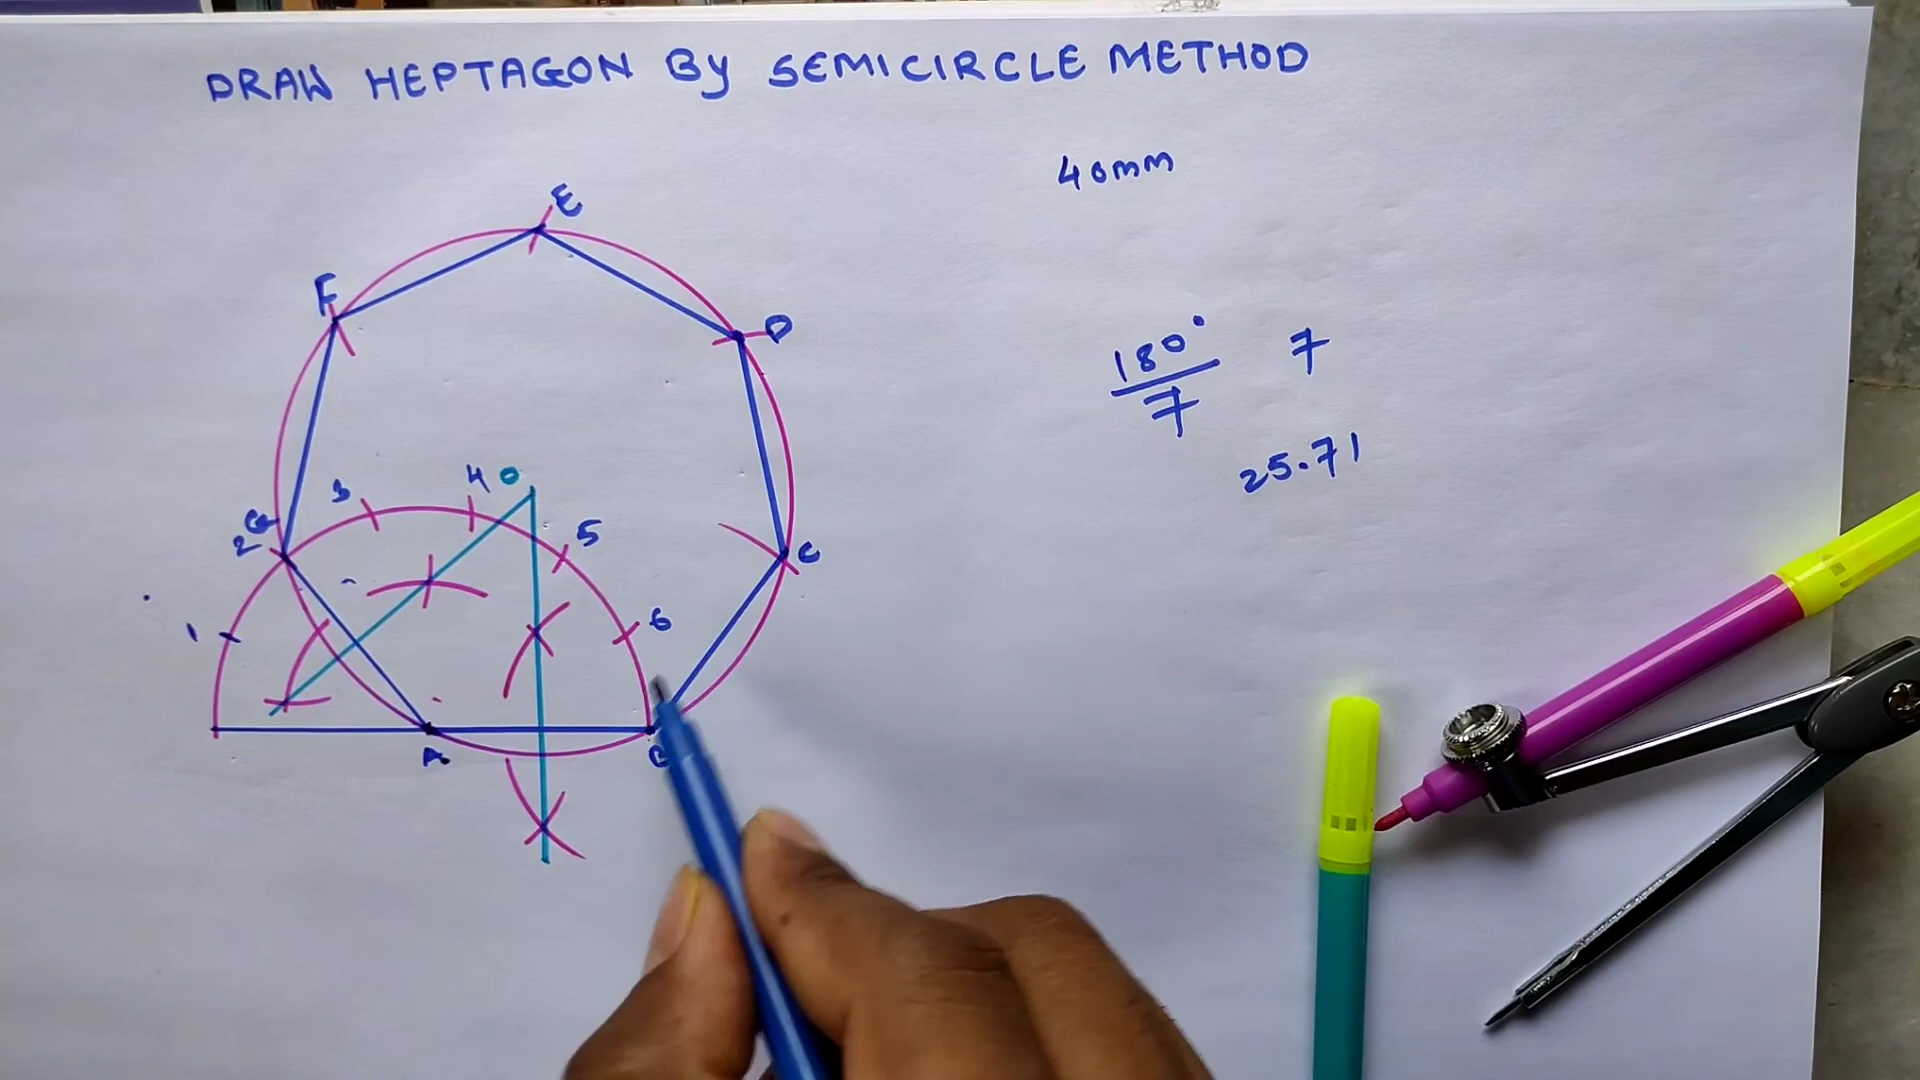 DRAW HEPTAGON By SEMICIRCLE METHOD
40mm
E
F
D
180°
7
7
25.71
4 O
3
5
2 G
C
1
6
A
B